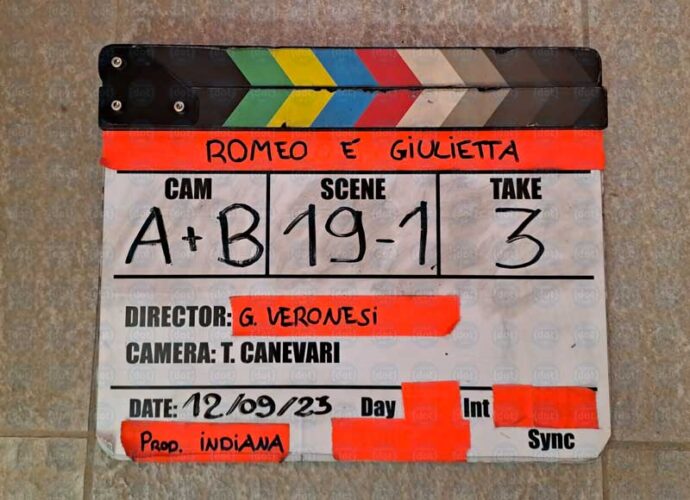 ROMEO E GIULIETTA
CAM SCENE TAKE
A+B 19-1 3
DIRECTOR: G. VERONESI
CAMERA: T. CANEVARI
DATE: 12/09/23 Day Int
PROD. INDIANA Sync